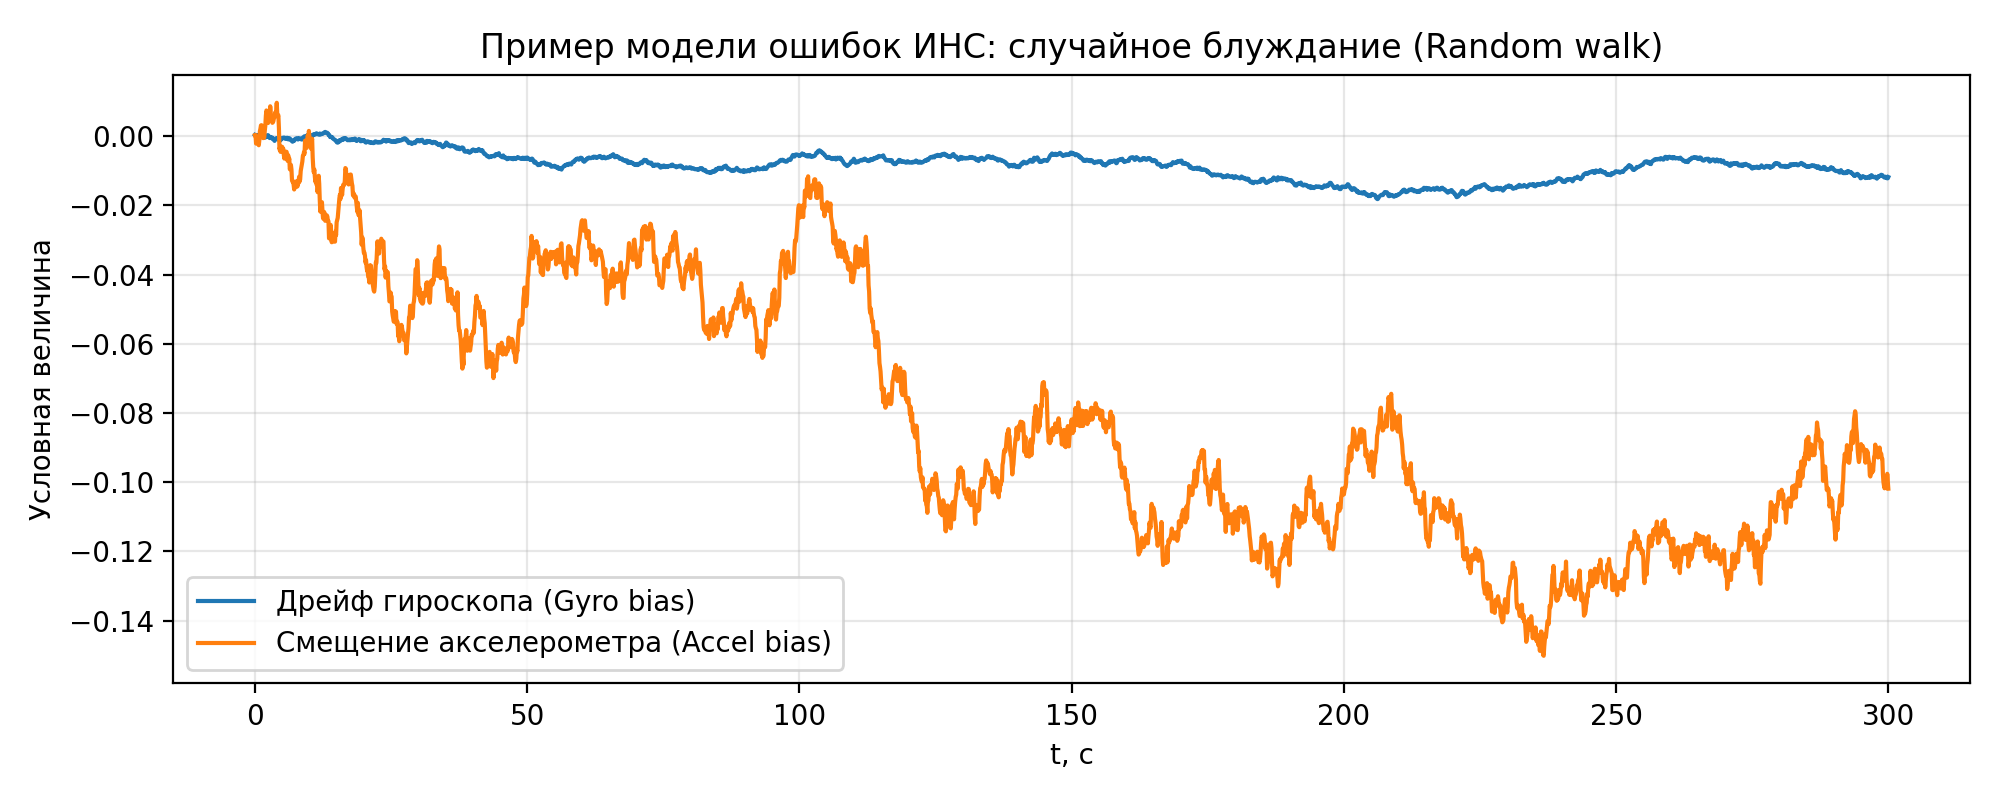 Пример модели ошибок ИНС: случайное блуждание (Random walk)
Условная величина
0.00
−0.02
−0.04
−0.06
−0.08
−0.10
−0.12
−0.14
Дрейф гироскопа (Gyro bias)
Смещение акселерометра (Accel bias)
0 50 100 150 200 250 300
t, с